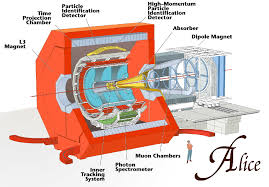 Time
Projection
Chamber
Particle
Identification
Detector
High-Momentum
Particle
Identification
Detector
L3
Magnet
Absorber
Dipole Magnet
Inner
Tracking
System
Photon
Spectrometer
Muon Chambers
Alice